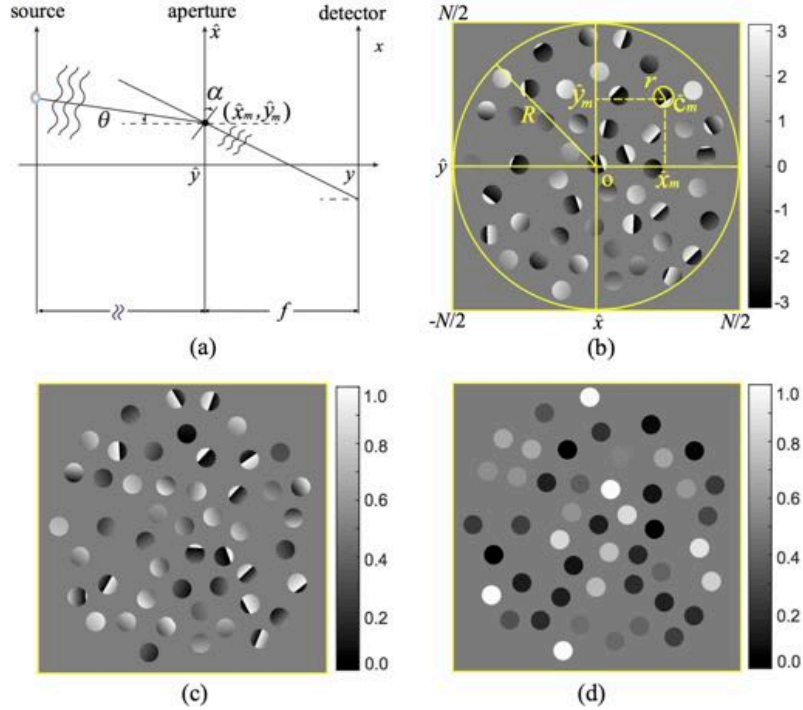 source aperture detector
x̂ x
α
(x̂m, ŷm)
θ
ŷ y
≈ f
(a)
N/2
ŷm r ĉm
R
ŷ o x̂m
-N/2 x̂ N/2
3
2
1
0
-1
-2
-3
(b)
1.0
0.8
0.6
0.4
0.2
0.0
(c)
1.0
0.8
0.6
0.4
0.2
0.0
(d)